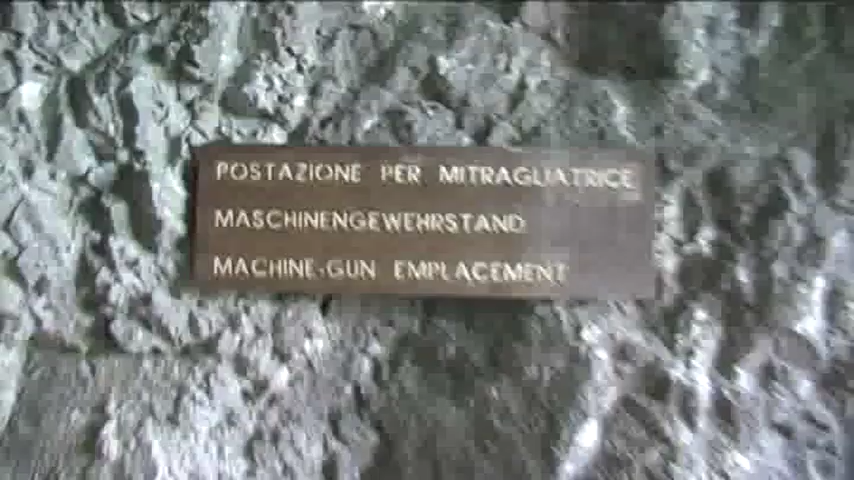 POSTAZIONE PER MITRAGLIATRICE
MASCHINENGEWEHRSTAND
MACHINE-GUN EMPLACEMENT